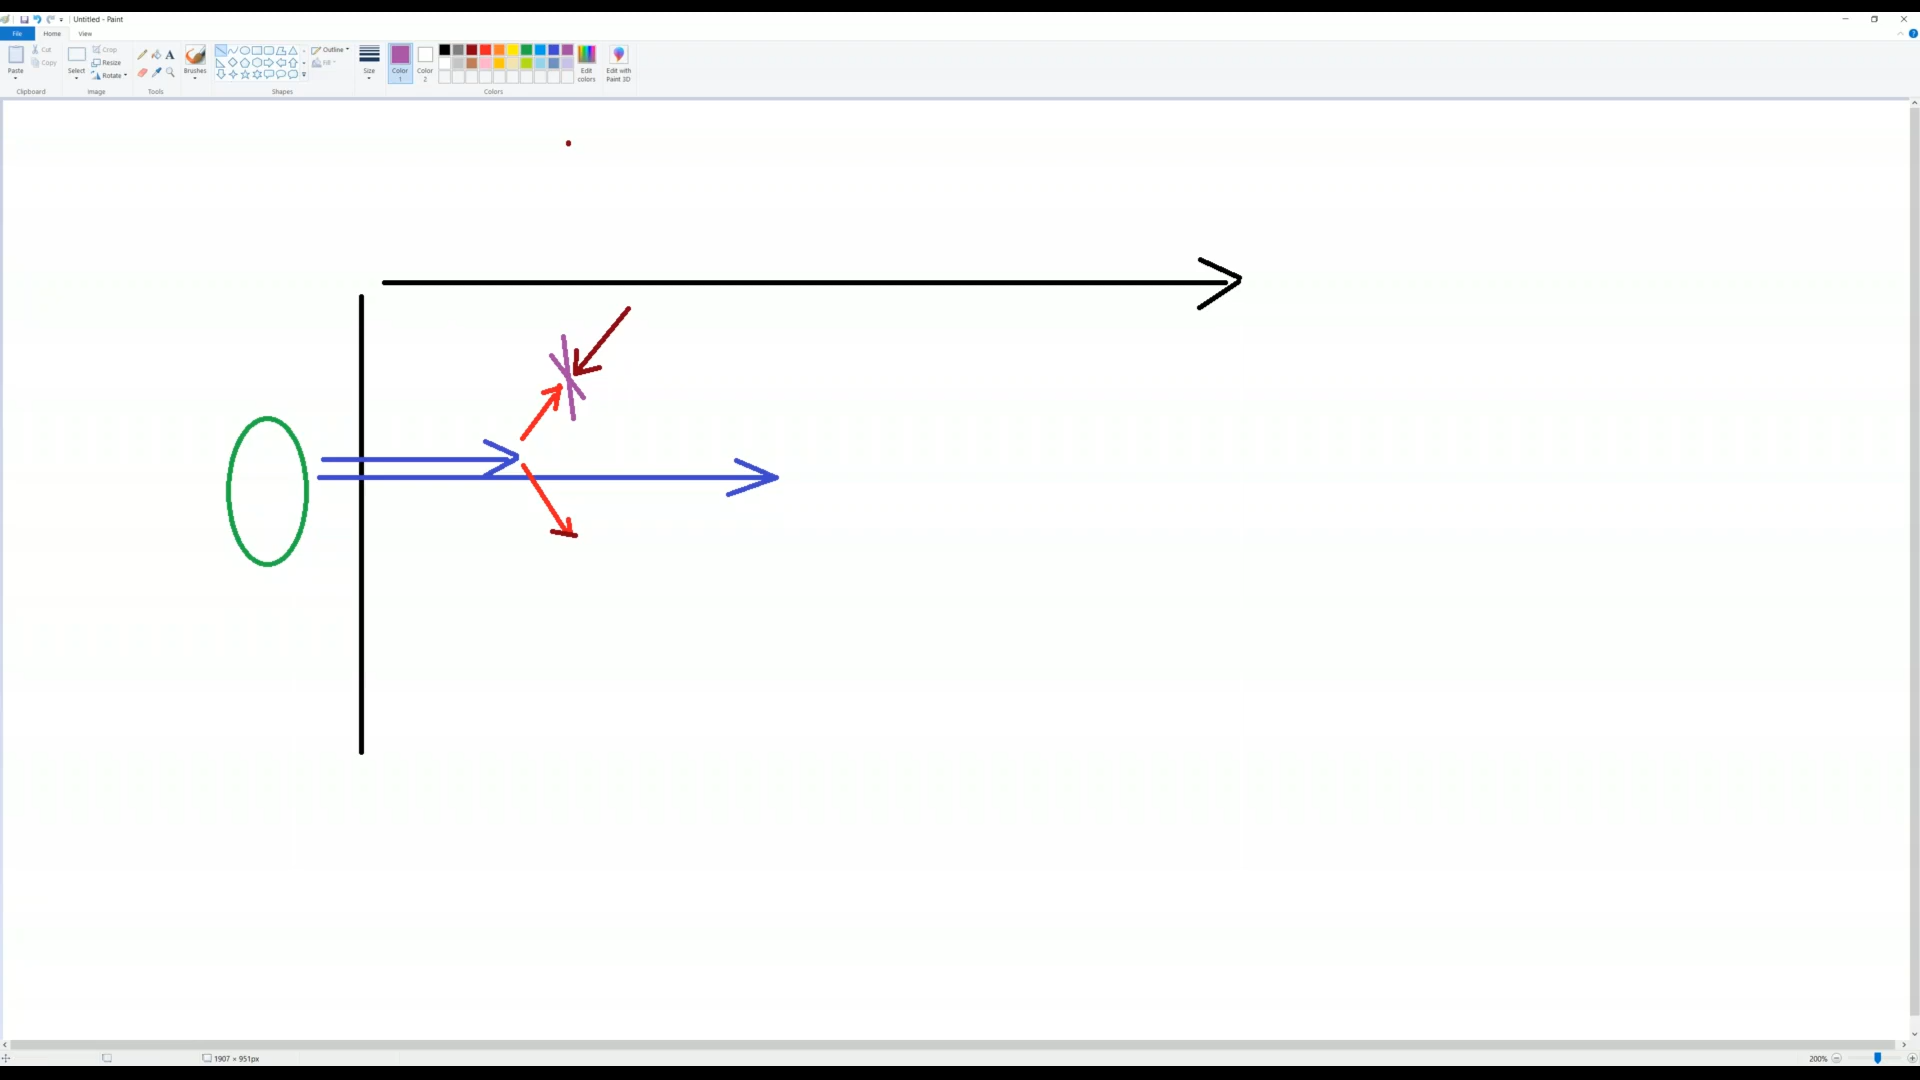 Untitled - Paint
File Home View
Paste
Cut
Copy
Clipboard
Select
Crop
Resize
Rotate
Image
Tools
Brushes
Outline
Fill
Shapes
Size
Color 1
Color 2
Colors
Edit colors
Edit with Paint 3D
1907 × 951px
200%